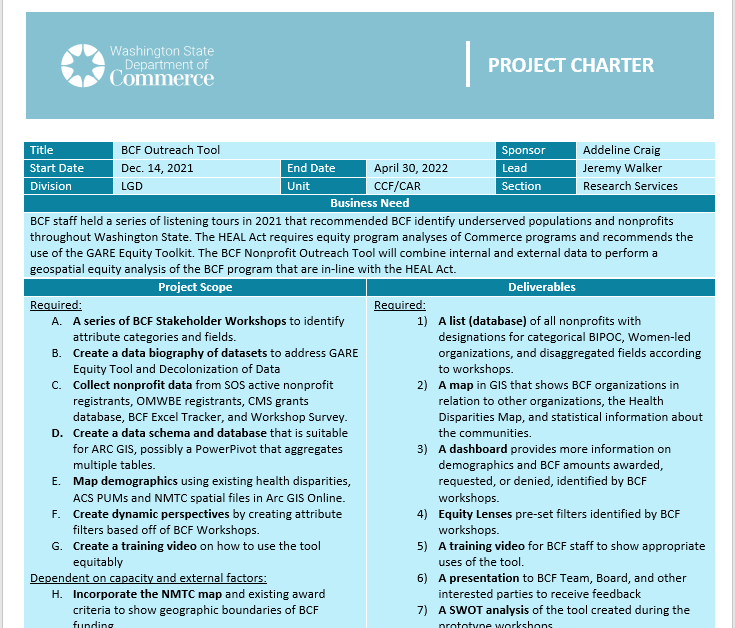 Washington State
Department of
Commerce
PROJECT CHARTER
Title BCF Outreach Tool Sponsor Addeline Craig
Start Date Dec. 14, 2021 End Date April 30, 2022 Lead Jeremy Walker
Division LGD Unit CCF/CAR Section Research Services
Business Need
BCF staff held a series of listening tours in 2021 that recommended BCF identify underserved populations and nonprofits
throughout Washington State. The HEAL Act requires equity program analyses of Commerce programs and recommends the
use of the GARE Equity Toolkit. The BCF Nonprofit Outreach Tool will combine internal and external data to perform a
geospatial equity analysis of the BCF program that are in-line with the HEAL Act.
Project Scope
Required:
A. A series of BCF Stakeholder Workshops to identify
attribute categories and fields.
B. Create a data biography of datasets to address GARE
Equity Tool and Decolonization of Data
C. Collect nonprofit data from SOS active nonprofit
registrants, OMWBE registrants, CMS grants
database, BCF Excel Tracker, and Workshop Survey.
D. Create a data schema and database that is suitable
for ARC GIS, possibly a PowerPivot that aggregates
multiple tables.
E. Map demographics using existing health disparities,
ACS PUMs and NMTC spatial files in Arc GIS Online.
F. Create dynamic perspectives by creating attribute
filters based off of BCF Workshops.
G. Create a training video on how to use the tool
equitably
Dependent on capacity and external factors:
H. Incorporate the NMTC map and existing award
criteria to show geographic boundaries of BCF
funding
Deliverables
Required:
1) A list (database) of all nonprofits with
designations for categorical BIPOC, Women-led
organizations, and disaggregated fields according
to workshops.
2) A map in GIS that shows BCF organizations in
relation to other organizations, the Health
Disparities Map, and statistical information about
the communities.
3) A dashboard provides more information on
demographics and BCF amounts awarded,
requested, or denied, identified by BCF
workshops.
4) Equity Lenses pre-set filters identified by BCF
workshops.
5) A training video for BCF staff to show appropriate
uses of the tool.
6) A presentation to BCF Team, Board, and other
interested parties to receive feedback
7) A SWOT analysis of the tool created during the
prototype workshops